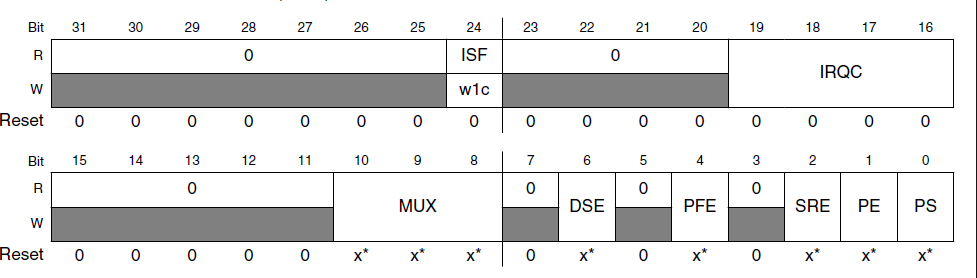 Bit 31 30 29 28 27 26 25 24 23 22 21 20 19 18 17 16
R 0 ISF 0 IRQC
W w1c
Reset 0 0 0 0 0 0 0 0 0 0 0 0 0 0 0 0
Bit 15 14 13 12 11 10 9 8 7 6 5 4 3 2 1 0
R 0 MUX 0 DSE 0 PFE 0 SRE PE PS
W
Reset 0 0 0 0 0 x* x* x* 0 x* 0 x* 0 x* x* x*